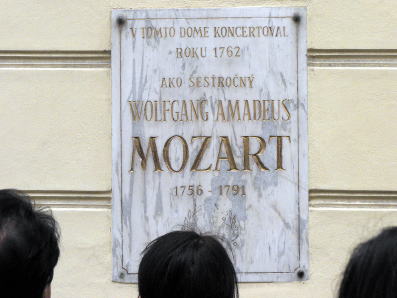 V TOMTO DOME KONCERTOVAL
ROKU 1762
AKO ŠESŤROČNÝ
WOLFGANG AMADEUS
MOZART
1756 - 1791